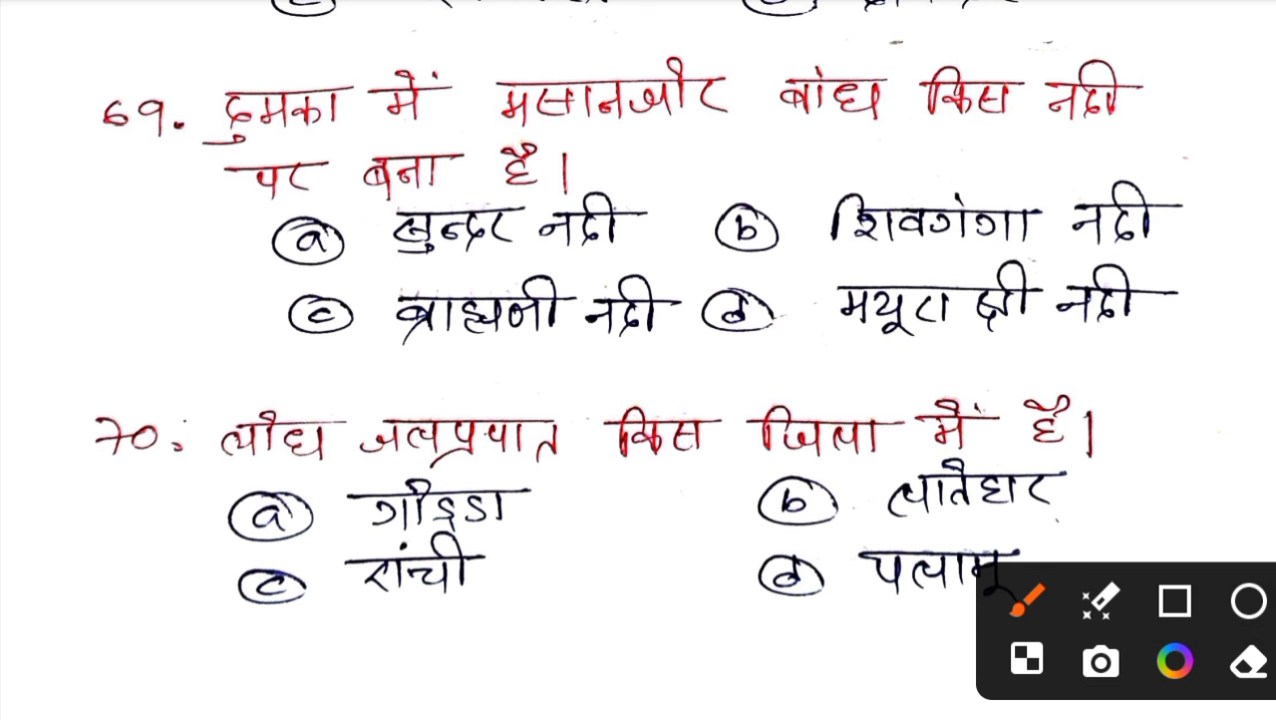 69. दुमका में मसानजोर बांध किस नदी
पर बना है।
a सुन्दर नदी b शिवगंगा नदी
c ब्राह्मणी नदी d मयूराक्षी नदी
70. लोध जलप्रपात किस जिला में है।
a गोड्डा b लातेहार
c रांची d पलामू